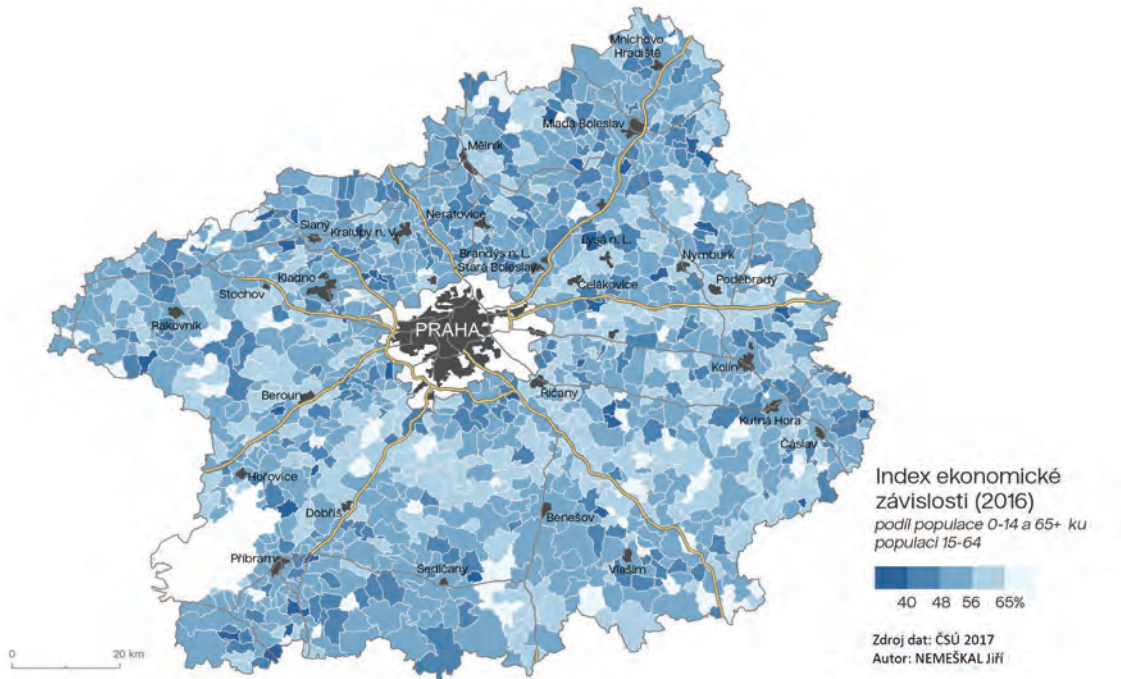 Mnichovo
Hradiště
Mladá Boleslav
Mělník
Neratovice
Slaný
Kralupy n. V.
Brandýs n. L.
Stará Boleslav
Lysá n. L.
Nymburk
Kladno
Čelákovice
Poděbrady
Stochov
Rakovník
PRAHA
Kolín
Říčany
Beroun
Kutná Hora
Čáslav
Hořovice
Dobříš
Benešov
Příbram
Sedlčany
Vlašim
Index ekonomické
závislosti (2016)
podíl populace 0-14 a 65+ ku
populaci 15-64
40 48 56 65%
Zdroj dat: ČSÚ 2017
Autor: NEMEŠKAL Jiří
0 20 km